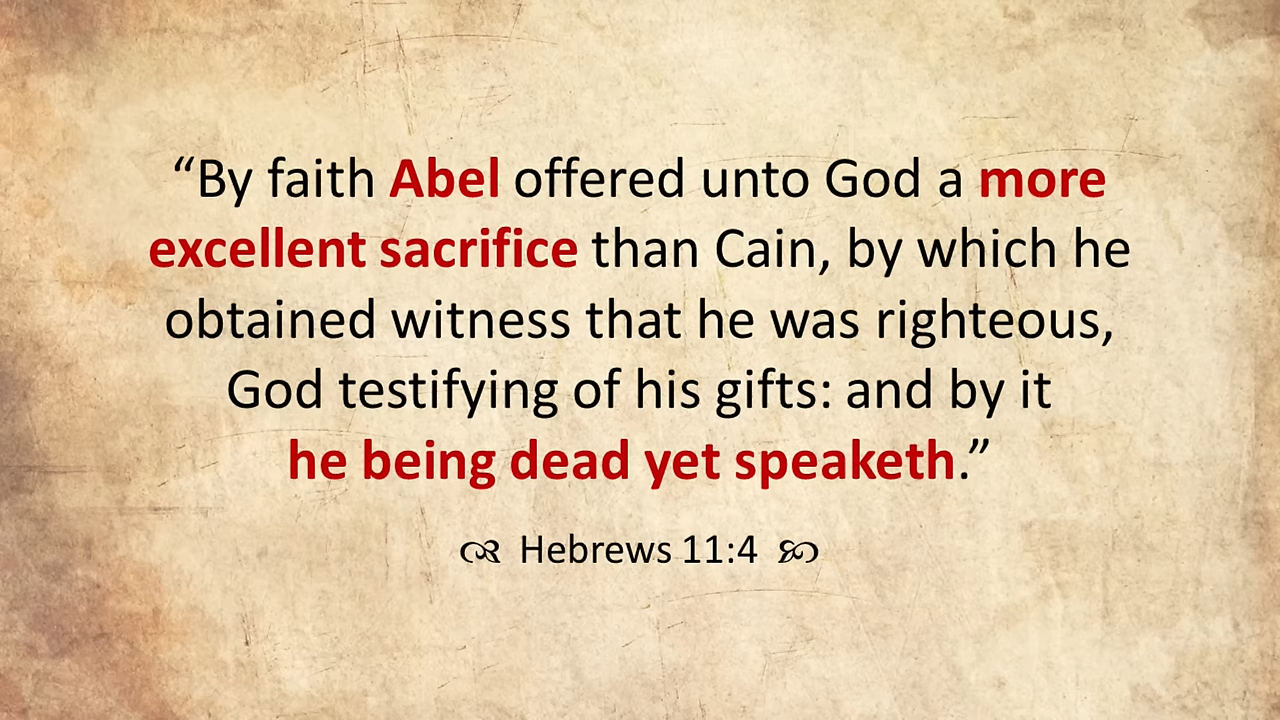 “By faith Abel offered unto God a more
excellent sacrifice than Cain, by which he
obtained witness that he was righteous,
God testifying of his gifts: and by it
he being dead yet speaketh.”
Hebrews 11:4